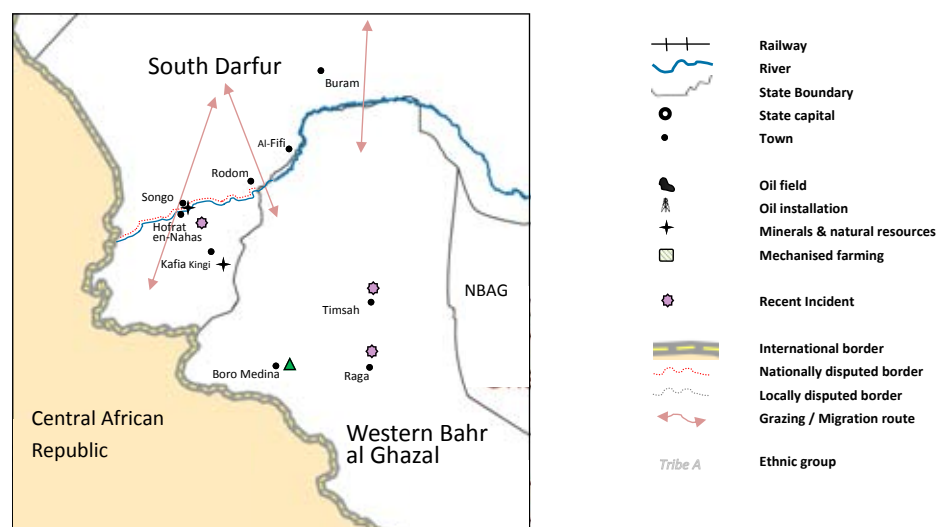 South Darfur
Buram
Al-Fifi
Rodom
Songo
Hofrat
en-Nahas
Kafia Kingi
NBAG
Timsah
Boro Medina
Raga
Central African
Republic
Western Bahr
al Ghazal
Railway
River
State Boundary
State capital
Town
Oil field
Oil installation
Minerals & natural resources
Mechanised farming
Recent Incident
International border
Nationally disputed border
Locally disputed border
Grazing / Migration route
Tribe A
Ethnic group